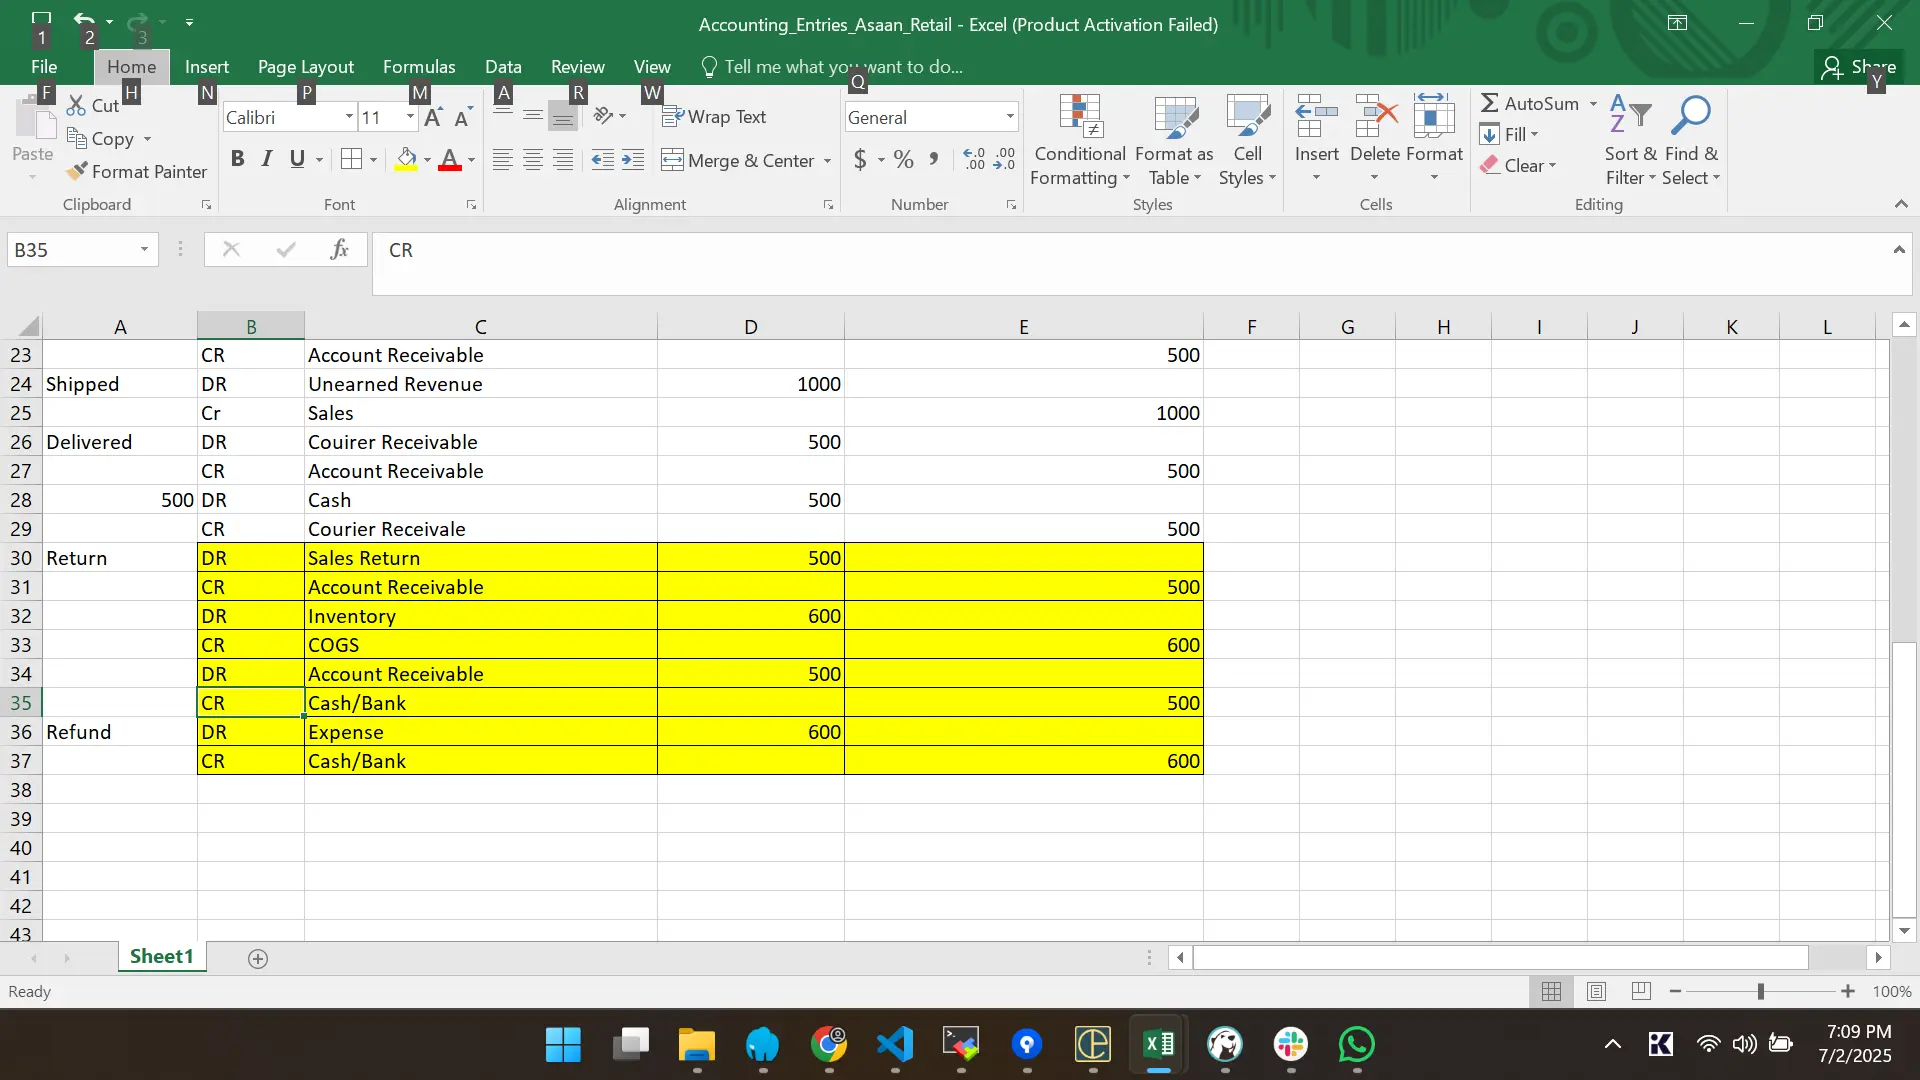 1 2 3
Accounting_Entries_Asaan_Retail - Excel (Product Activation Failed)
File Home Insert Page Layout Formulas Data Review View Tell me what you want to do... Share
F H N P M A R W Q Y
Cut
Copy
Format Painter
Paste
Clipboard
Calibri 11
B I U A
Font
Wrap Text
Merge & Center
Alignment
General
$ % , .0 .00 .00 .0
Number
Conditional Formatting
Format as Table
Cell Styles
Styles
Insert Delete Format
Cells
AutoSum
Fill
Clear
Sort & Filter
Find & Select
Editing
B35 fx CR
A B C D E F G H I J K L
23 CR Account Receivable 500
24 Shipped DR Unearned Revenue 1000
25 Cr Sales 1000
26 Delivered DR Couirer Receivable 500
27 CR Account Receivable 500
28 500 DR Cash 500
29 CR Courier Receivale 500
30 Return DR Sales Return 500
31 CR Account Receivable 500
32 DR Inventory 600
33 CR COGS 600
34 DR Account Receivable 500
35 CR Cash/Bank 500
36 Refund DR Expense 600
37 CR Cash/Bank 600
38
39
40
41
42
43
Sheet1
Ready 100%
7:09 PM
7/2/2025